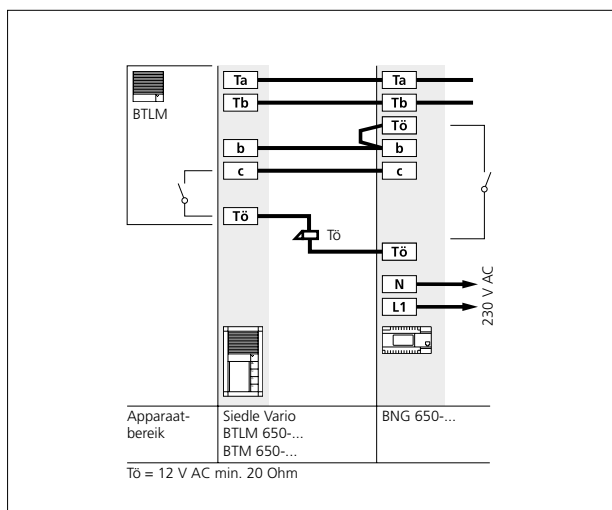 BTLM
Ta
Ta
Tb
Tb
Tö
b
b
c
c
Tö
Tö
Tö
N
L1
230 V AC
Apparaat-
bereik
Siedle Vario
BTLM 650-...
BTM 650-...
BNG 650-...
Tö = 12 V AC min. 20 Ohm